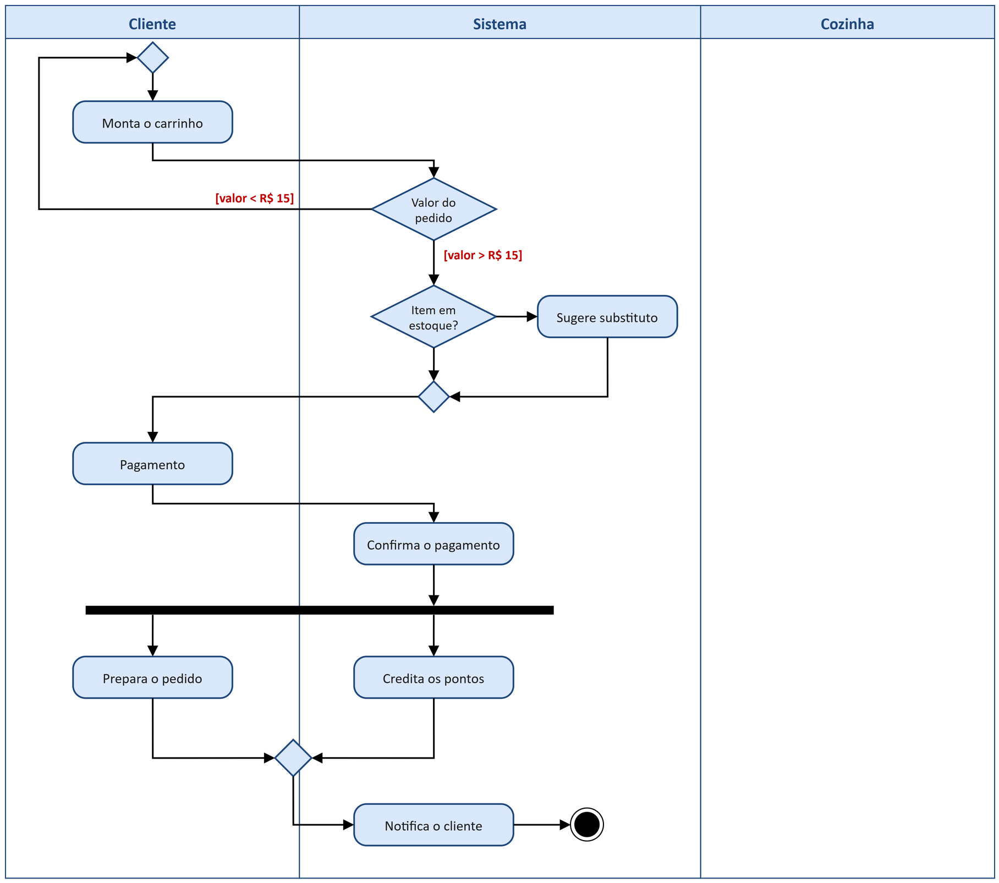 Cliente
Sistema
Cozinha
Monta o carrinho
[valor < R$ 15]
Valor do
pedido
[valor > R$ 15]
Item em
estoque?
Sugere substituto
Pagamento
Confirma o pagamento
Prepara o pedido
Credita os pontos
Notifica o cliente